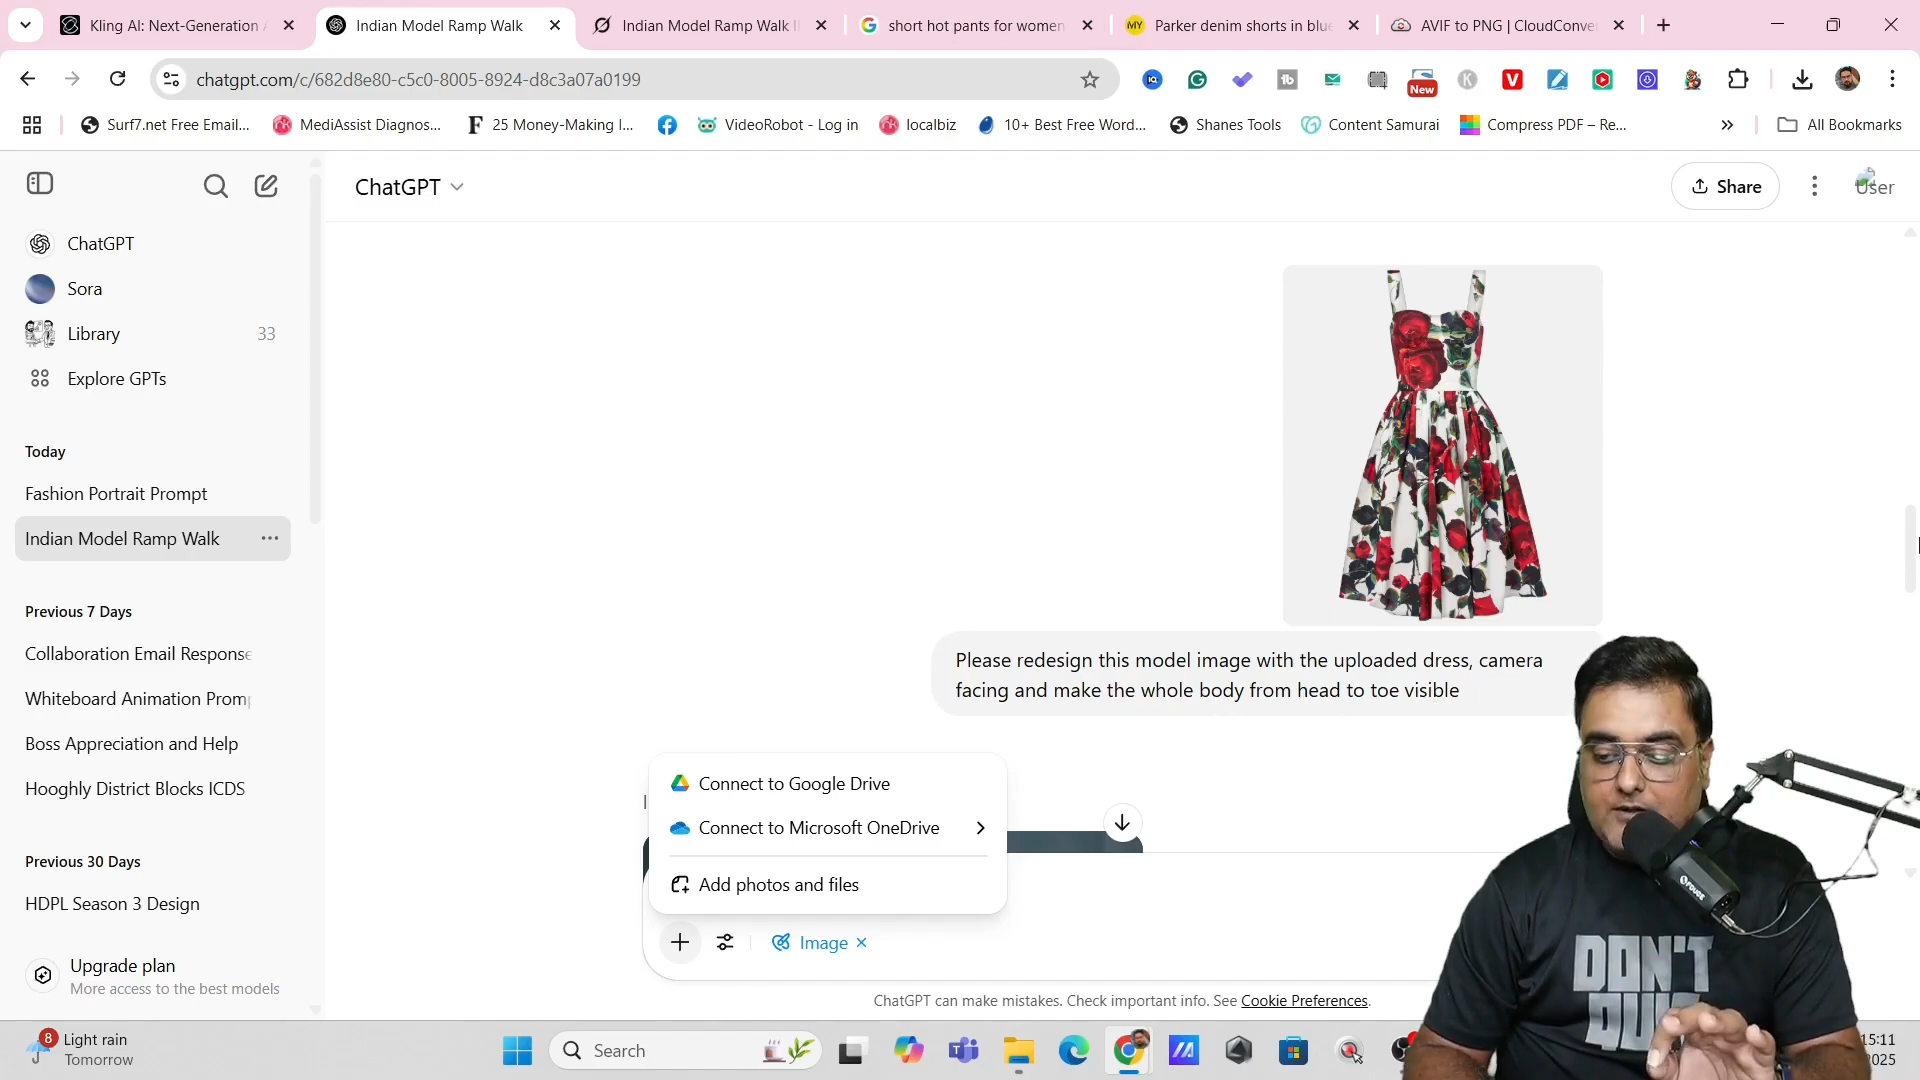 Kling AI: Next-Generation A
Indian Model Ramp Walk
Indian Model Ramp Walk I
short hot pants for women
Parker denim shorts in blue
AVIF to PNG | CloudConve
chatgpt.com/c/682d8e80-c5c0-8005-8924-d8c3a07a0199
New
Surf7.net Free Email...
MediAssist Diagnos...
25 Money-Making I...
VideoRobot - Log in
localbiz
10+ Best Free Word...
Shanes Tools
Content Samurai
Compress PDF – Re...
All Bookmarks
ChatGPT
Share
User
ChatGPT
Sora
Library 33
Explore GPTs
Today
Fashion Portrait Prompt
Indian Model Ramp Walk
Previous 7 Days
Collaboration Email Response
Whiteboard Animation Promp
Boss Appreciation and Help
Hooghly District Blocks ICDS
Previous 30 Days
HDPL Season 3 Design
Upgrade plan
More access to the best models
Please redesign this model image with the uploaded dress, camera
facing and make the whole body from head to toe visible
Connect to Google Drive
Connect to Microsoft OneDrive
Add photos and files
Image
ChatGPT can make mistakes. Check important info. See Cookie Preferences.
DON'T
8
Light rain
Tomorrow
Search
15:11
2025